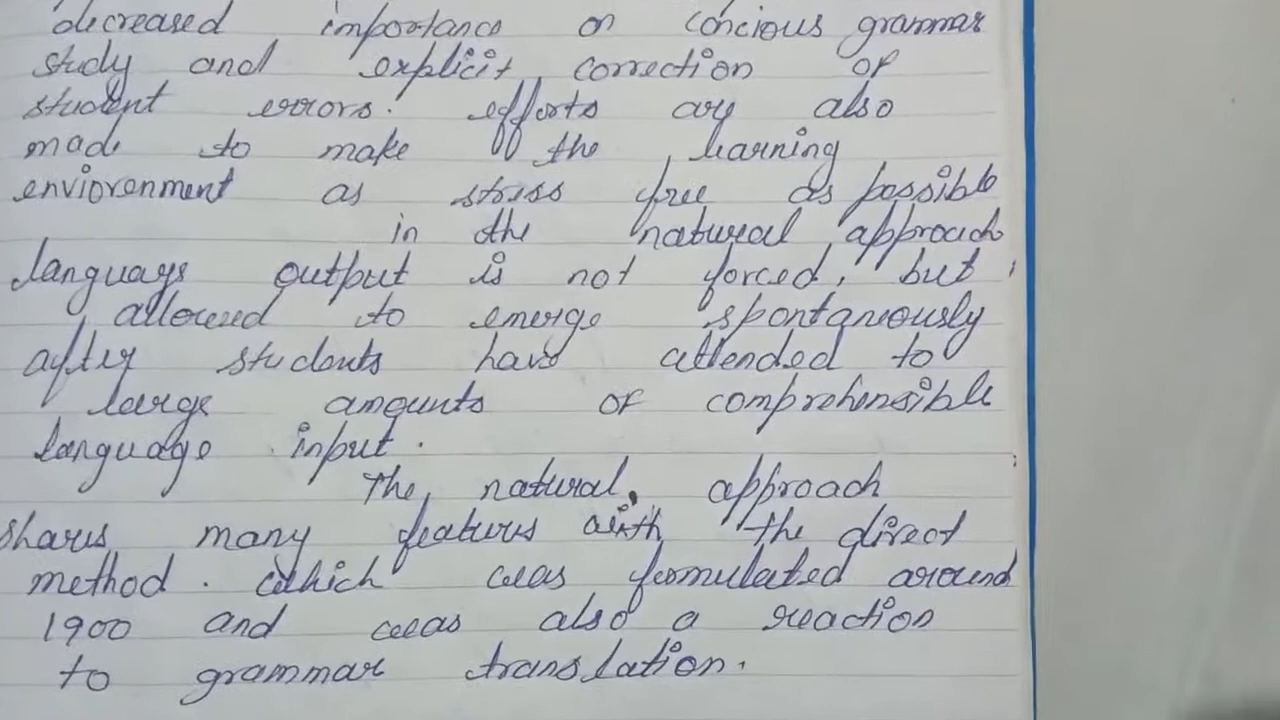 decreased importance on concious grammar
study and explicit correction of
student errors. efforts are also
made to make the learning
enviorenment as stress free as possible
in the natural approach
language output is not forced, but
allowed to emerge spontaneously
after students have attended to
large amounts of comprehensible
language input.
The natural approach
shares many features with the direct
method. which was formulated around
1900 and was also a reaction
to grammar translation.